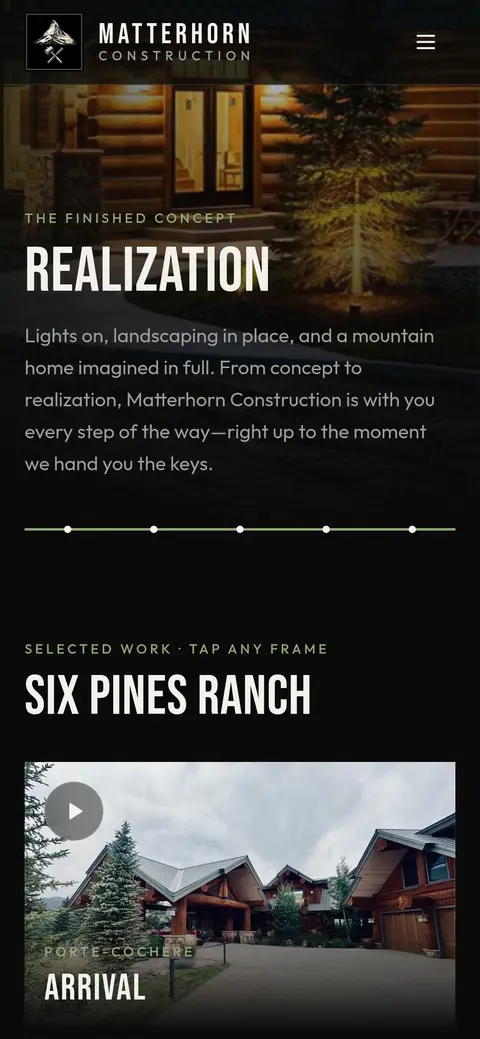 MATTERHORN
CONSTRUCTION
THE FINISHED CONCEPT
REALIZATION
Lights on, landscaping in place, and a mountain
home imagined in full. From concept to
realization, Matterhorn Construction is with you
every step of the way—right up to the moment
we hand you the keys.
SELECTED WORK · TAP ANY FRAME
SIX PINES RANCH
PORTE-COCHÈRE
ARRIVAL